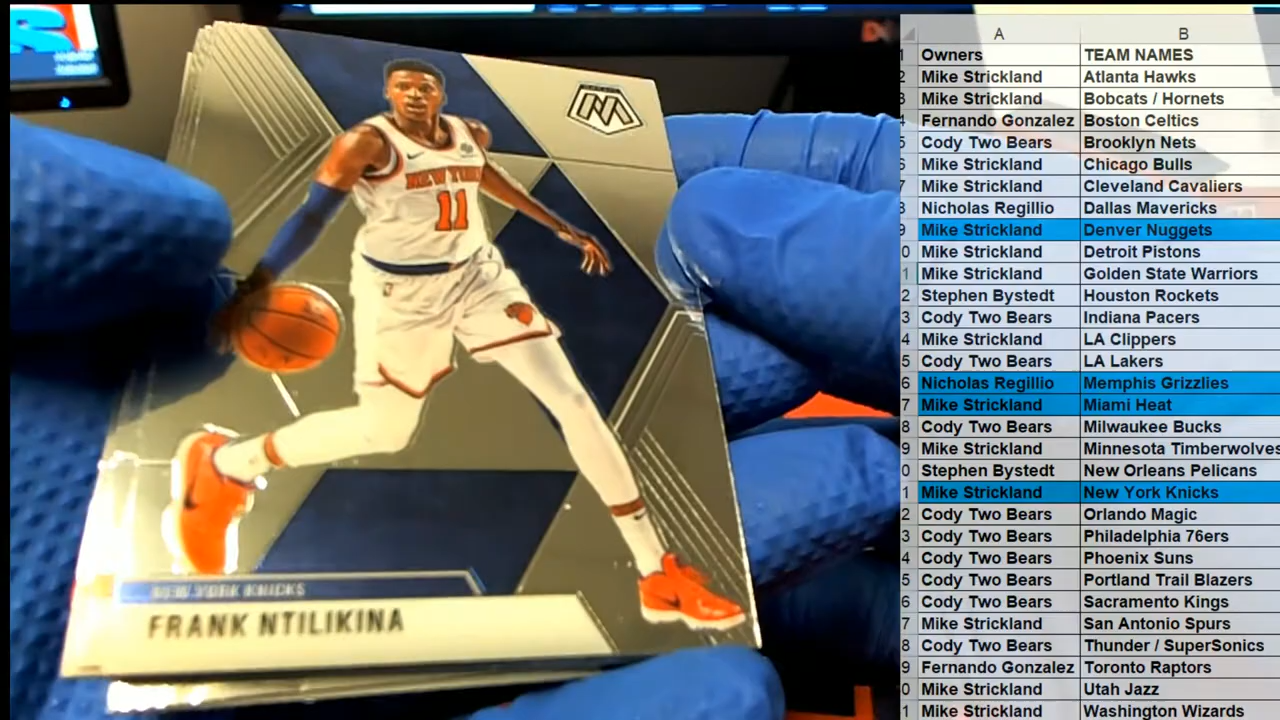 NEW YORK
11
NEW YORK KNICKS
FRANK NTILIKINA
A B
Owners TEAM NAMES
2 Mike Strickland Atlanta Hawks
3 Mike Strickland Bobcats / Hornets
4 Fernando Gonzalez Boston Celtics
5 Cody Two Bears Brooklyn Nets
6 Mike Strickland Chicago Bulls
7 Mike Strickland Cleveland Cavaliers
8 Nicholas Regillio Dallas Mavericks
9 Mike Strickland Denver Nuggets
0 Mike Strickland Detroit Pistons
1 Mike Strickland Golden State Warriors
2 Stephen Bystedt Houston Rockets
3 Cody Two Bears Indiana Pacers
4 Mike Strickland LA Clippers
5 Cody Two Bears LA Lakers
6 Nicholas Regillio Memphis Grizzlies
7 Mike Strickland Miami Heat
8 Cody Two Bears Milwaukee Bucks
9 Mike Strickland Minnesota Timberwolves
0 Stephen Bystedt New Orleans Pelicans
1 Mike Strickland New York Knicks
2 Cody Two Bears Orlando Magic
3 Cody Two Bears Philadelphia 76ers
4 Cody Two Bears Phoenix Suns
5 Cody Two Bears Portland Trail Blazers
6 Cody Two Bears Sacramento Kings
7 Mike Strickland San Antonio Spurs
8 Cody Two Bears Thunder / SuperSonics
9 Fernando Gonzalez Toronto Raptors
0 Mike Strickland Utah Jazz
1 Mike Strickland Washington Wizards